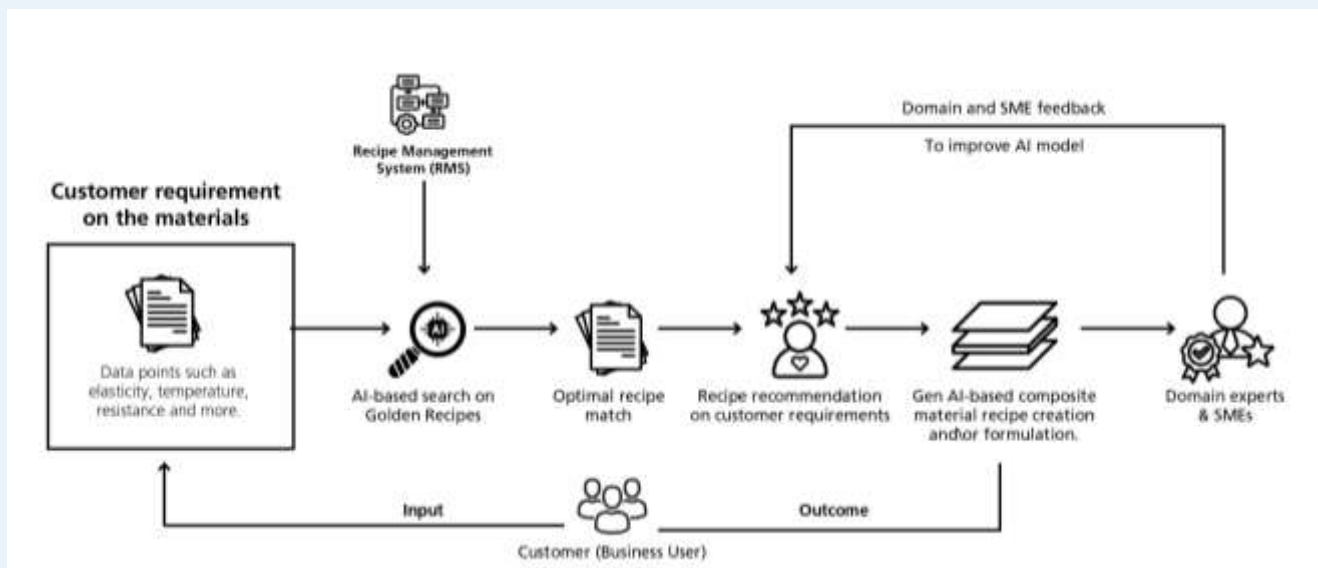 Recipe Management
System (RMS)
Domain and SME feedback
To improve AI model
Customer requirement
on the materials
Data points such as
elasticity, temperature,
resistance and more.
AI
AI-based search on
Golden Recipes
Optimal recipe
match
Recipe recommendation
on customer requirements
Gen AI-based composite
material recipe creation
and\or formulation.
Domain experts
& SMEs
Input
Outcome
Customer (Business User)